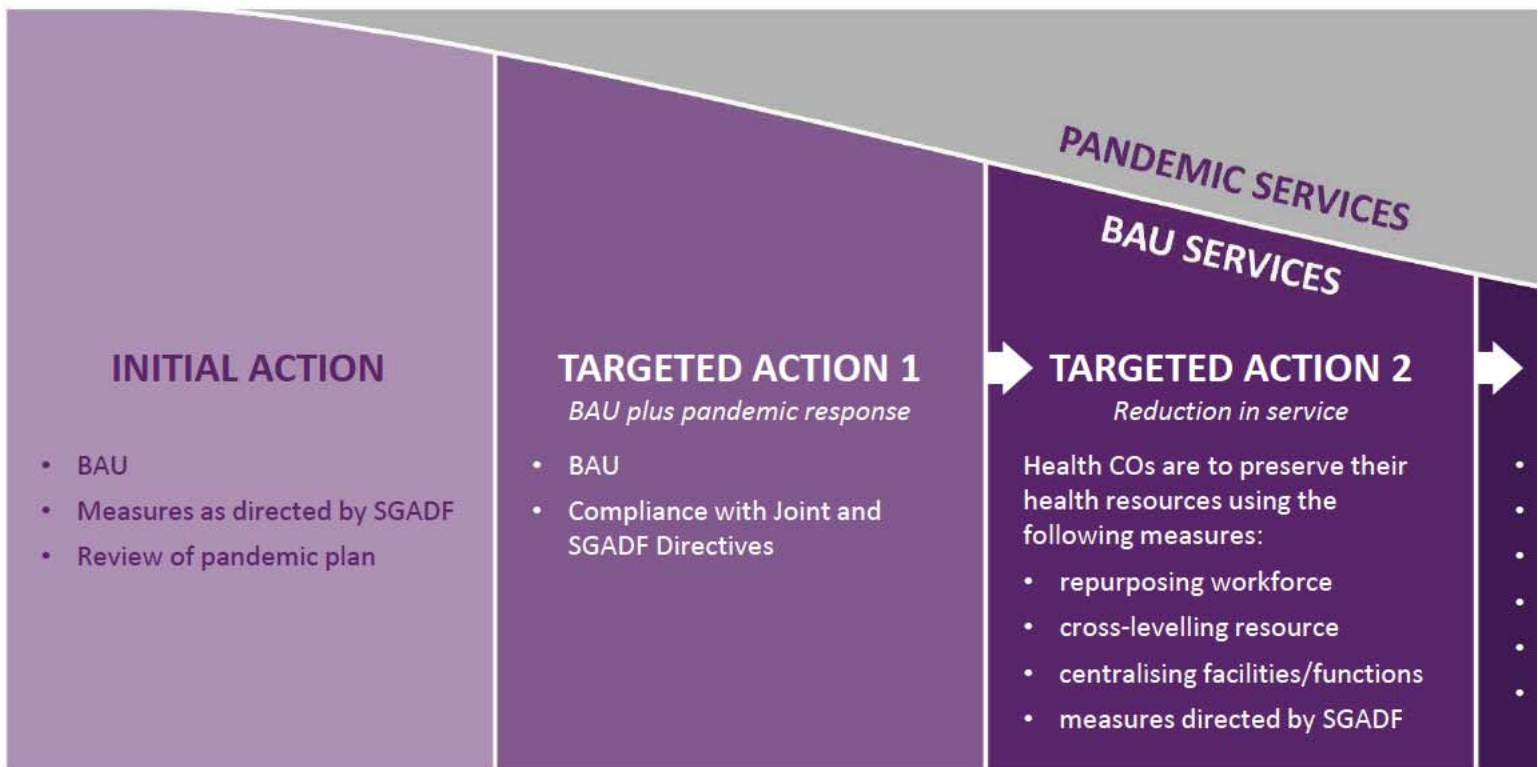 PANDEMIC SERVICES
BAU SERVICES
INITIAL ACTION
• BAU
• Measures as directed by SGADF
• Review of pandemic plan
TARGETED ACTION 1
BAU plus pandemic response
• BAU
• Compliance with Joint and
SGADF Directives
TARGETED ACTION 2
Reduction in service
Health COs are to preserve their
health resources using the
following measures:
• repurposing workforce
• cross-levelling resource
• centralising facilities/functions
• measures directed by SGADF